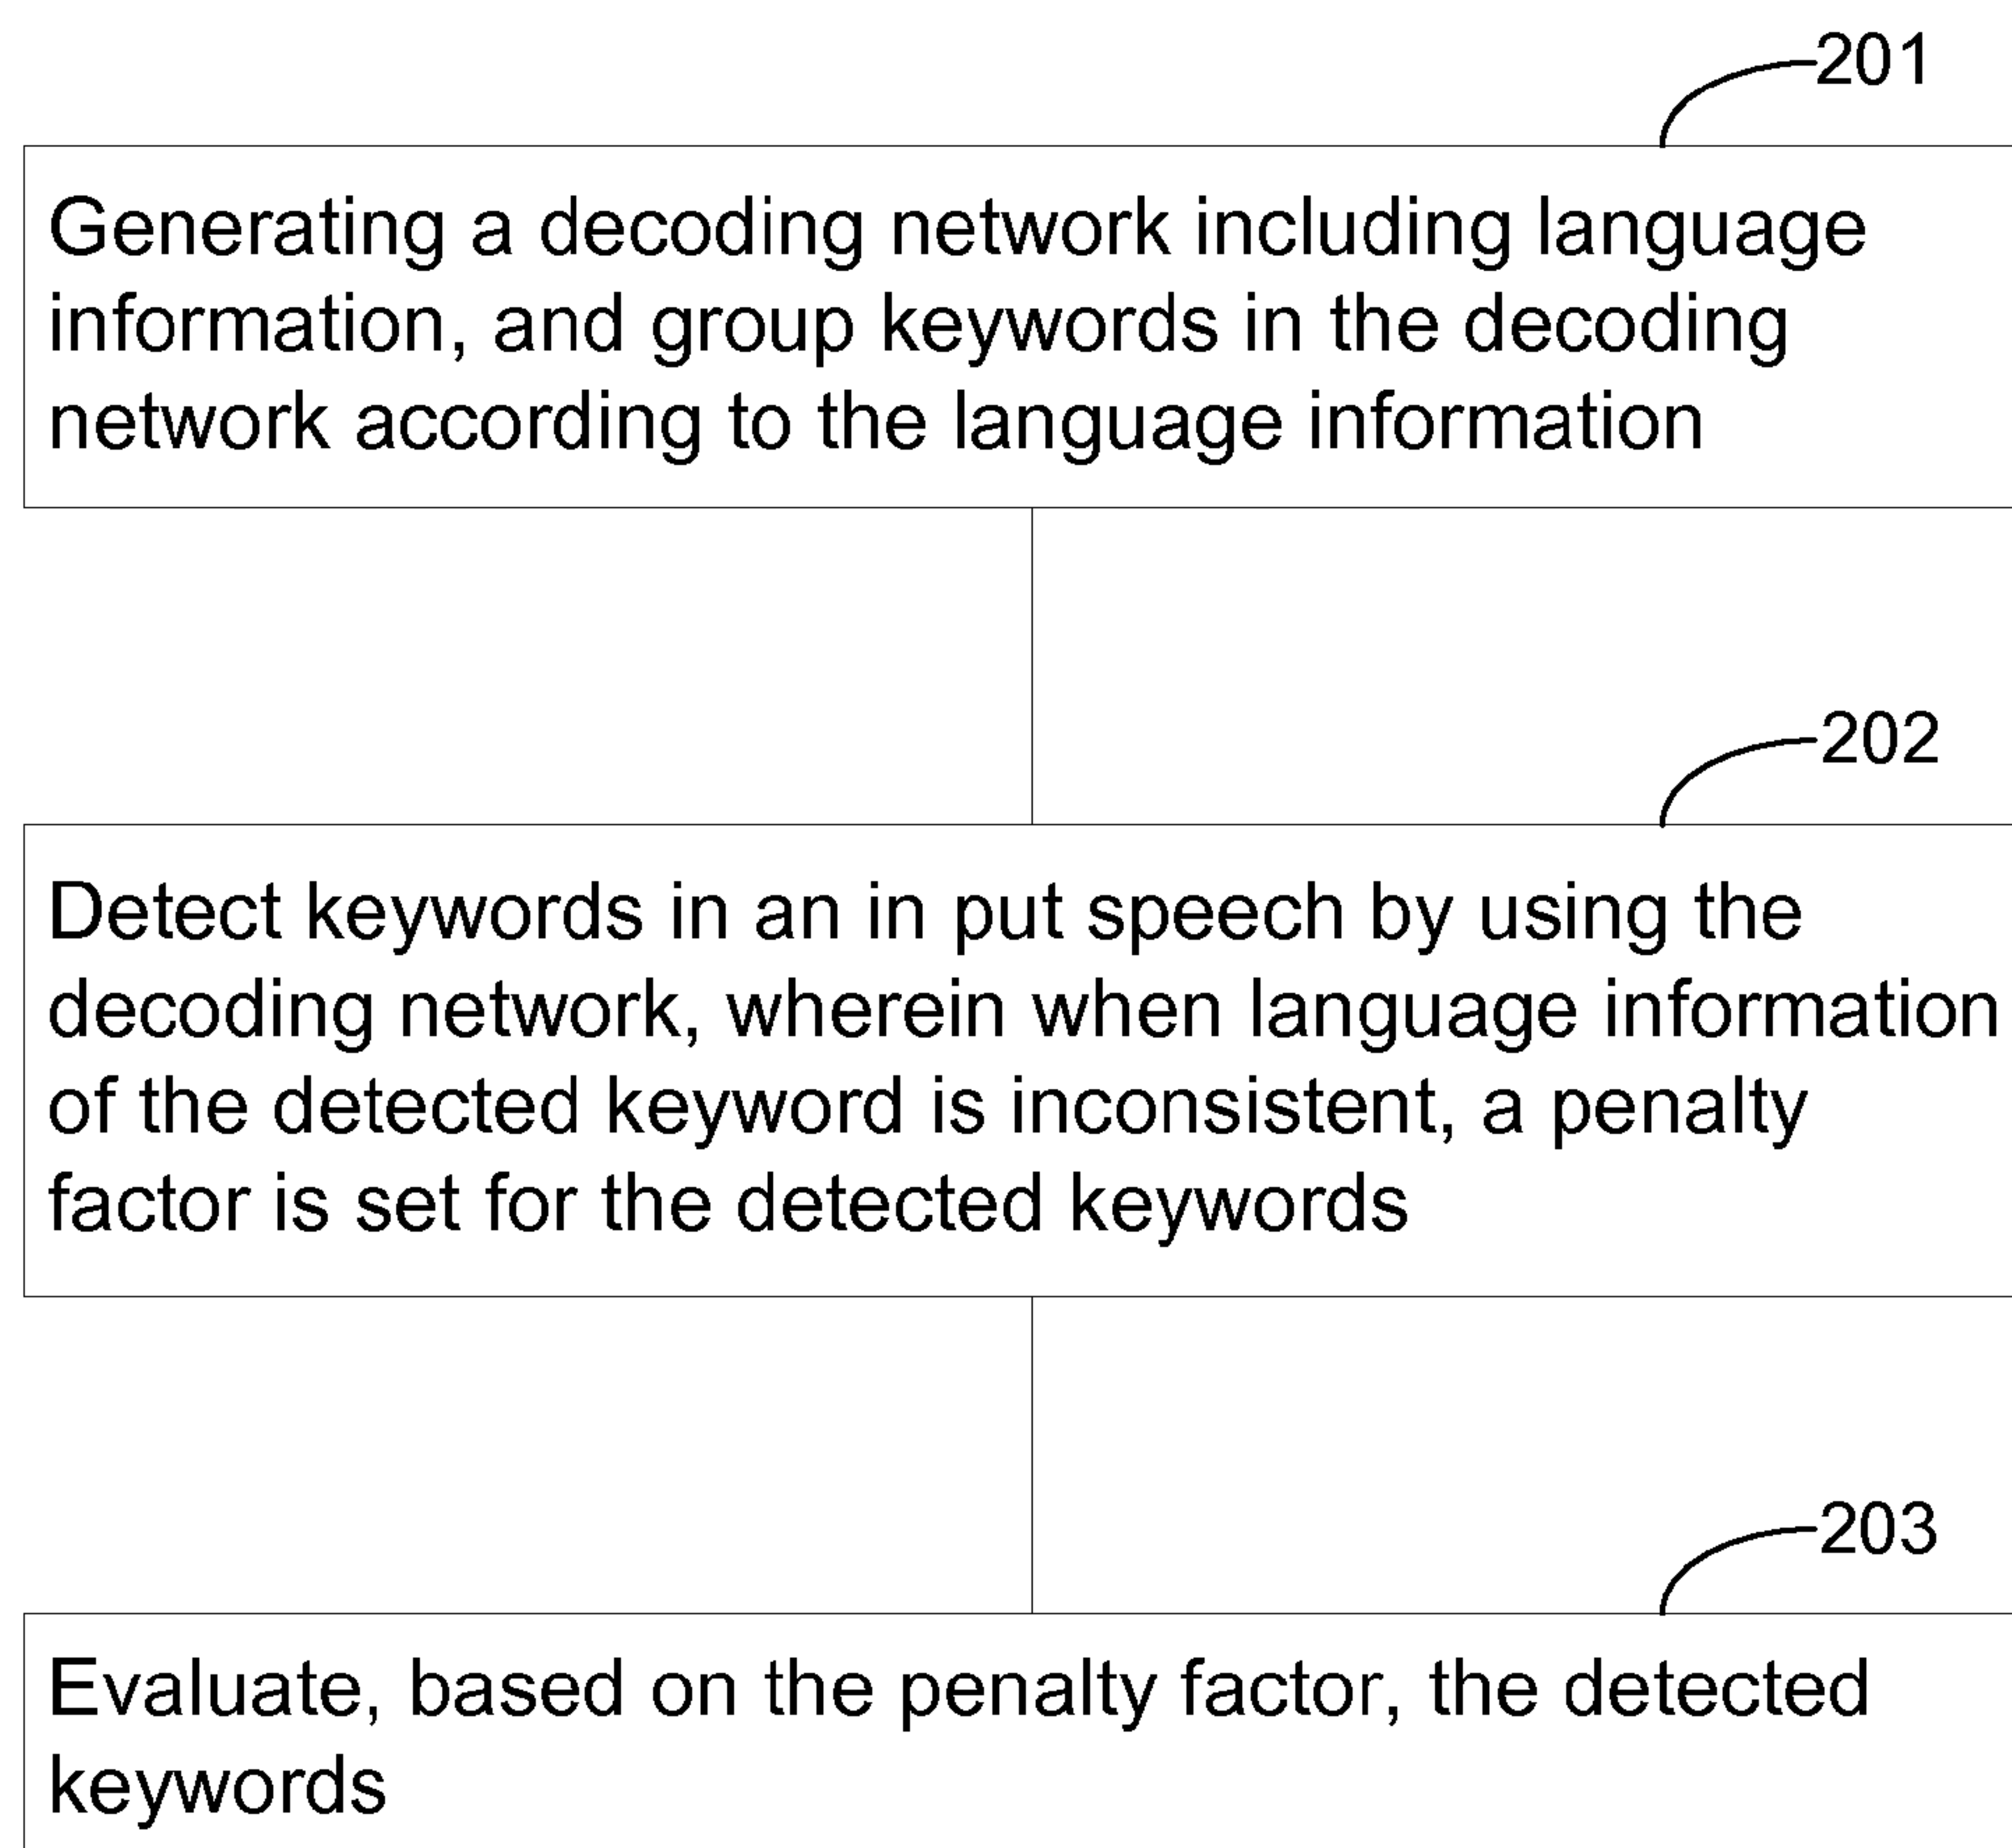 201
Generating a decoding network including language
information, and group keywords in the decoding
network according to the language information
202
Detect keywords in an in put speech by using the
decoding network, wherein when language information
of the detected keyword is inconsistent, a penalty
factor is set for the detected keywords
203
Evaluate, based on the penalty factor, the detected
keywords